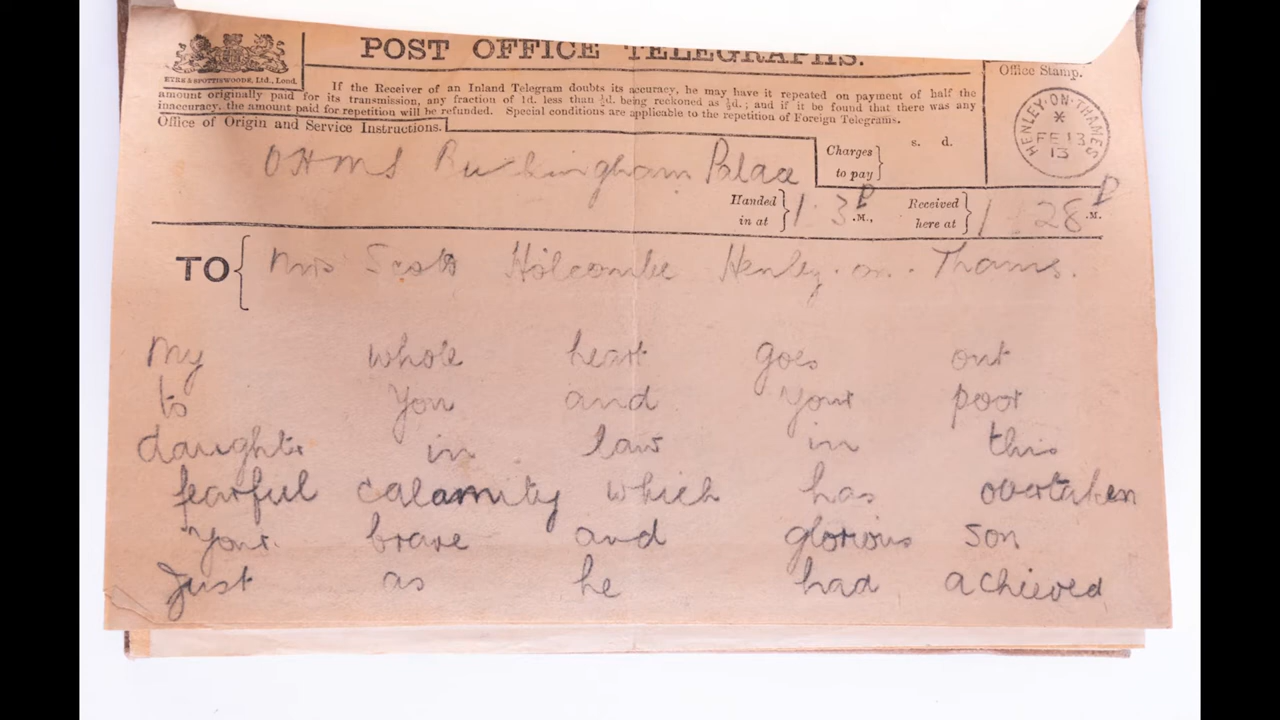 POST OFFICE TELEGRAPHS.
EYRE & SPOTTISWOODE, Ltd., Lond.
If the Receiver of an Inland Telegram doubts its accuracy, he may have it repeated on payment of half the
amount originally paid for its transmission, any fraction of 1d. less than ½d. being reckoned as ½d.; and if it be found that there was any
inaccuracy, the amount paid for repetition will be refunded. Special conditions are applicable to the repetition of Foreign Telegrams.
Office of Origin and Service Instructions.
Office Stamp.
HENLEY·ON·THAMES
FE 13
13
OHMS Buckingham Palace
Charges to pay
s. d.
Handed in at 1 3 P .M.,
Received here at 1 28 P .M.
TO Mrs Scott Holcombe Henley. on. Thames.
My whole heart goes out
to You and Your poor
daughter in law in this
fearful calamity which has overtaken
Your brave and glorious son
Just as he had achieved